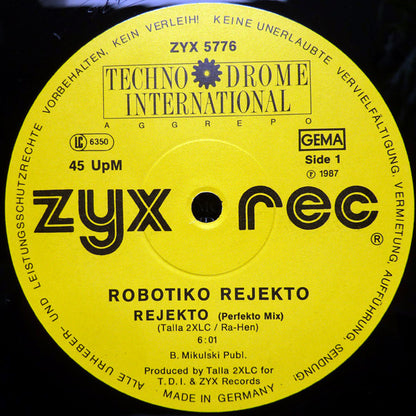 ALLE URHEBER- UND LEISTUNGSSCHUTZRECHTE VORBEHALTEN, KEIN VERLEIH! KEINE UNERLAUBTE VERVIELFÄLTIGUNG, VERMIETUNG, AUFFÜHRUNG, SENDUNG!
ZYX 5776
TECHNO DROME
INTERNATIONAL
AGGREPO
LC 6350
GEMA
45 UpM
Side 1
℗ 1987
zyx rec
®
ROBOTIKO REJEKTO
REJEKTO (Perfekto Mix)
(Talla 2XLC / Ra-Hen)
6:01
B. Mikulski Publ.
Produced by Talla 2XLC for
T. D. I. & ZYX Records
MADE IN GERMANY